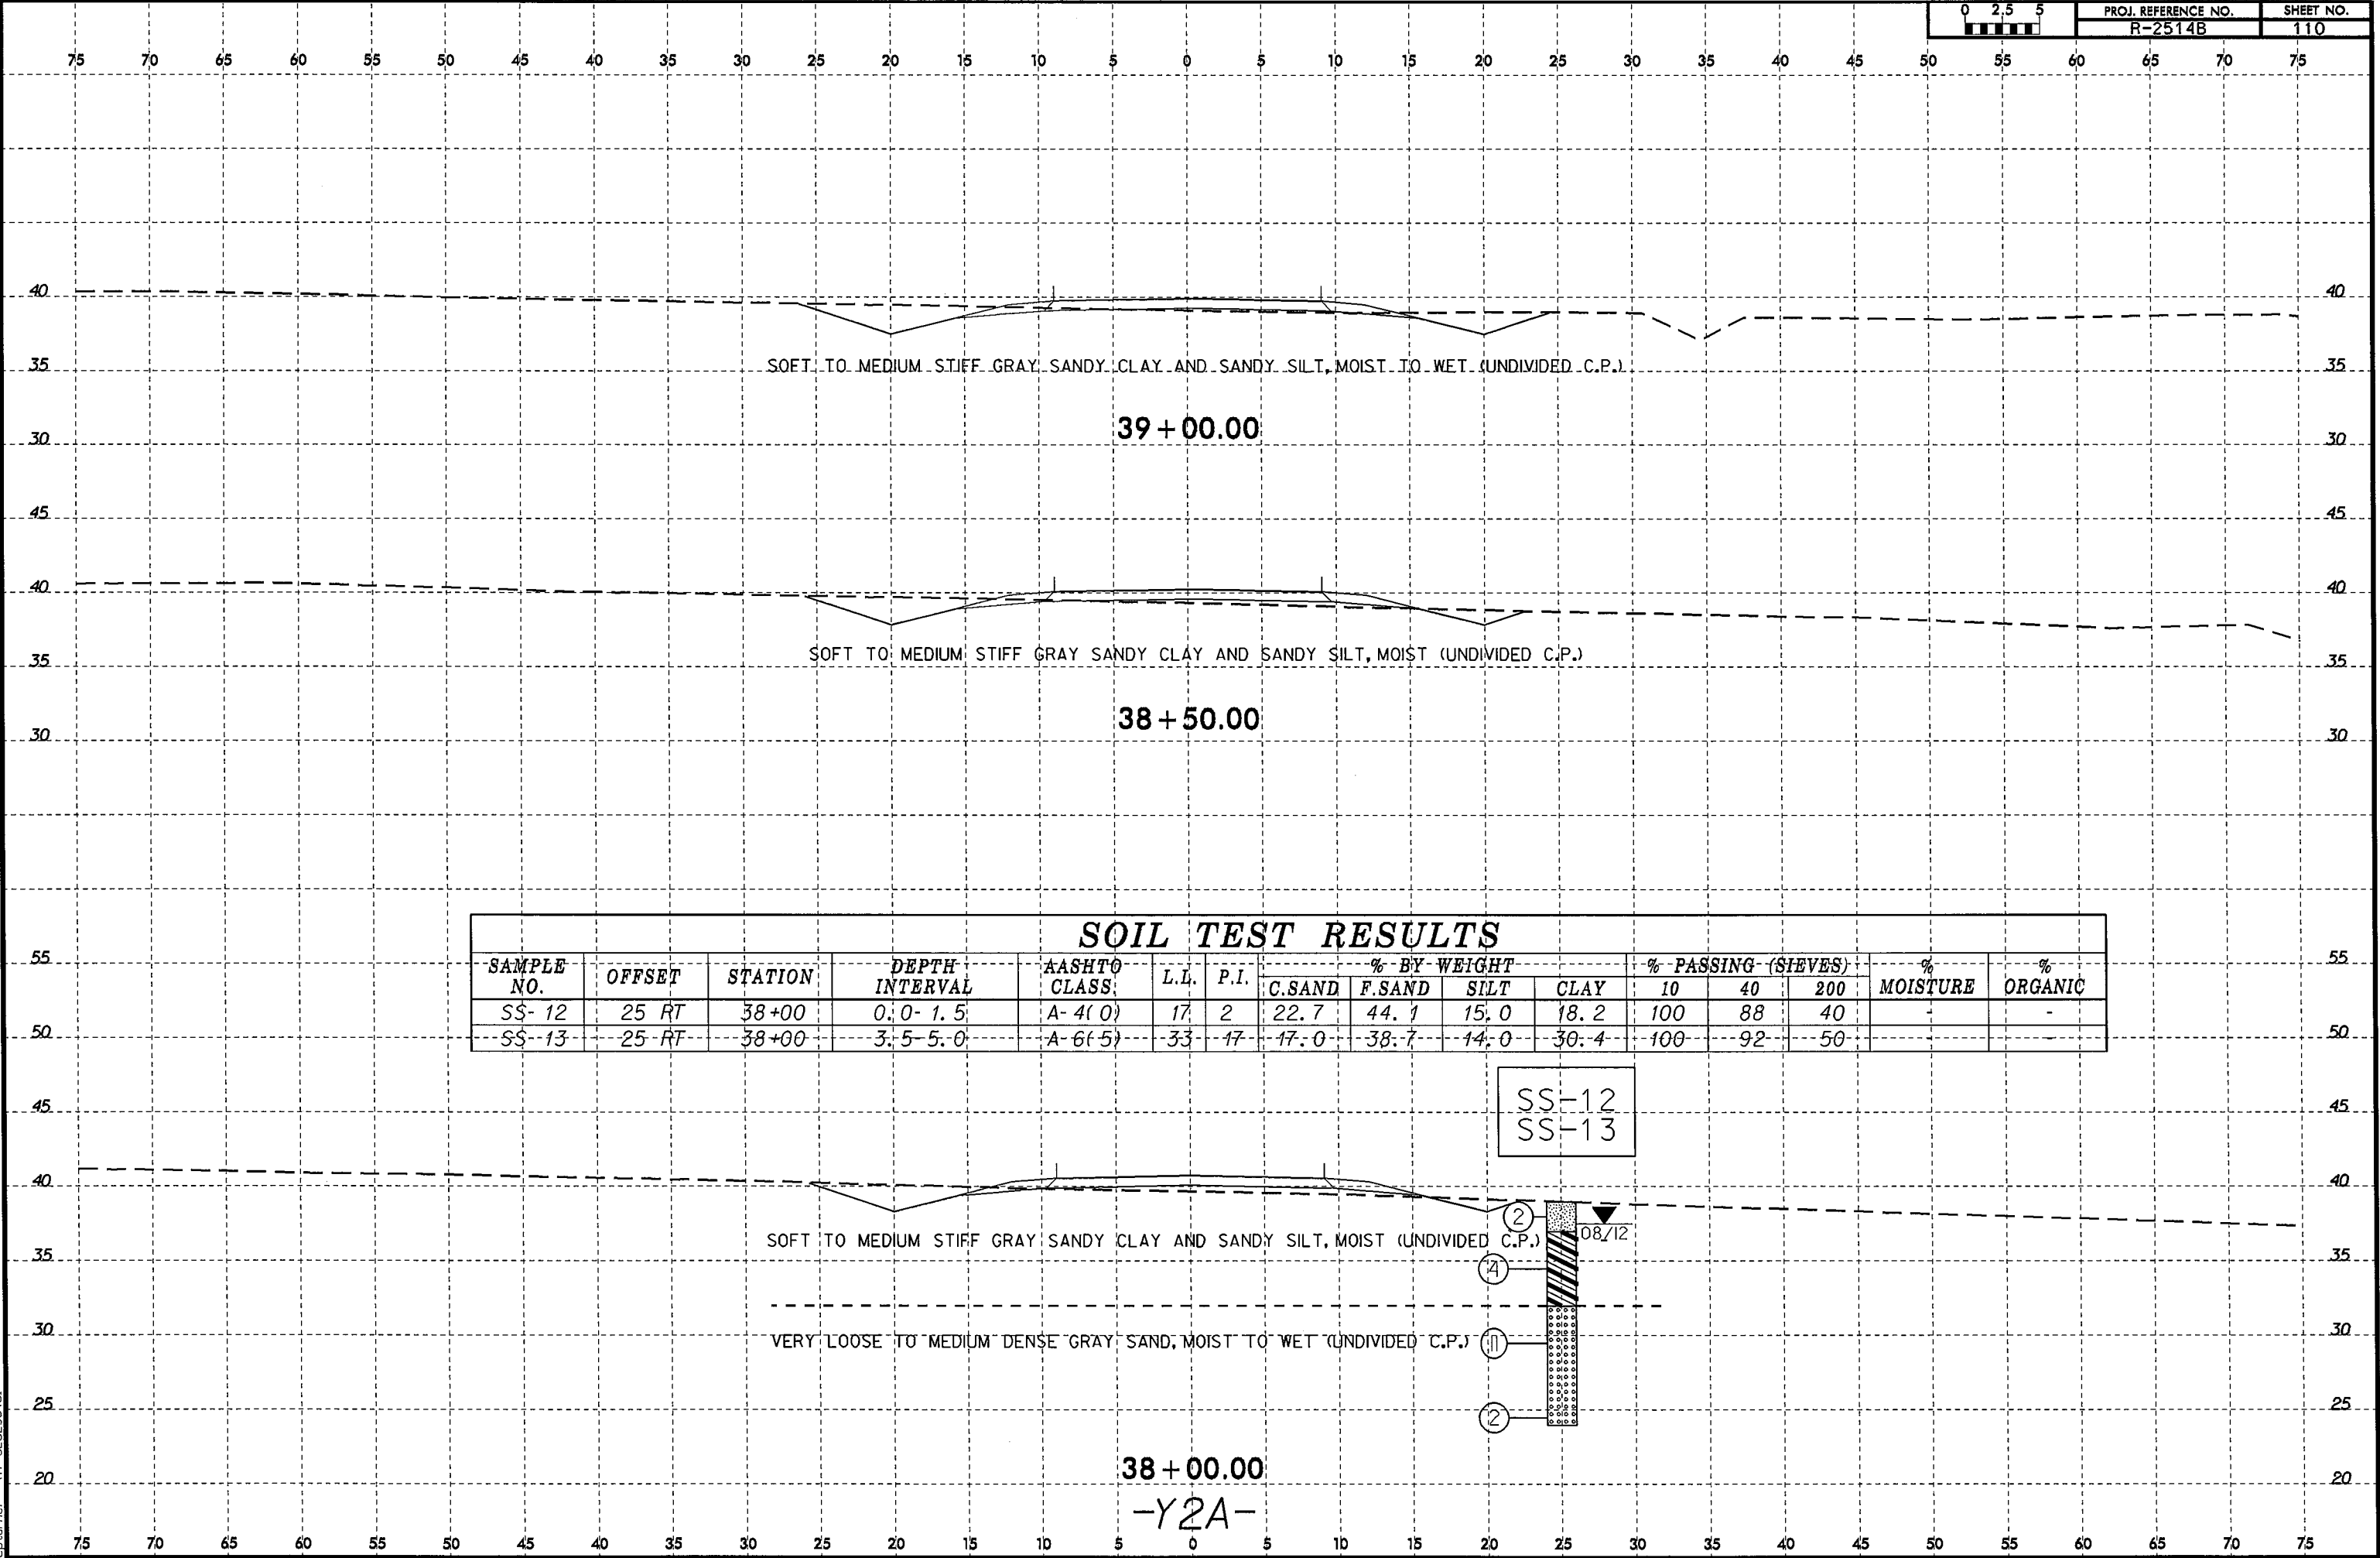 0 2.5 5
PROJ. REFERENCE NO. SHEET NO.
R-2514B 110
75 70 65 60 55 50 45 40 35 30 25 20 15 10 5 0 5 10 15 20 25 30 35 40 45 50 55 60 65 70 75
40 40
35 SOFT TO MEDIUM STIFF GRAY SANDY CLAY AND SANDY SILT, MOIST TO WET (UNDIVIDED C.P.) 35
39+00.00
30 30
45 45
40 40
SOFT TO MEDIUM STIFF GRAY SANDY CLAY AND SANDY SILT, MOIST (UNDIVIDED C.P.)
35 35
38+50.00
30 30
SOIL TEST RESULTS
55 55
SAMPLE NO. OFFSET STATION DEPTH INTERVAL AASHTO CLASS. L.L. P.I. % BY WEIGHT % PASSING (SIEVES) % MOISTURE % ORGANIC
C.SAND F.SAND SILT CLAY 10 40 200
SS-12 25 RT 38+00 0.0-1.5 A-4(0) 17 2 22.7 44.1 15.0 18.2 100 88 40 - -
50 SS-13 25 RT 38+00 3.5-5.0 A-6(5) 33 17 17.0 38.7 14.0 30.4 100 92 50 - - 50
SS-12
45 45
SS-13
40 40
2
08/12
SOFT TO MEDIUM STIFF GRAY SANDY CLAY AND SANDY SILT, MOIST (UNDIVIDED C.P.)
35 35
4
30 30
VERY LOOSE TO MEDIUM DENSE GRAY SAND, MOIST TO WET (UNDIVIDED C.P.) 11
25 25
2
38+00.00
20 20
-Y2A-
75 70 65 60 55 50 45 40 35 30 25 20 15 10 5 0 5 10 15 20 25 30 35 40 45 50 55 60 65 70 75